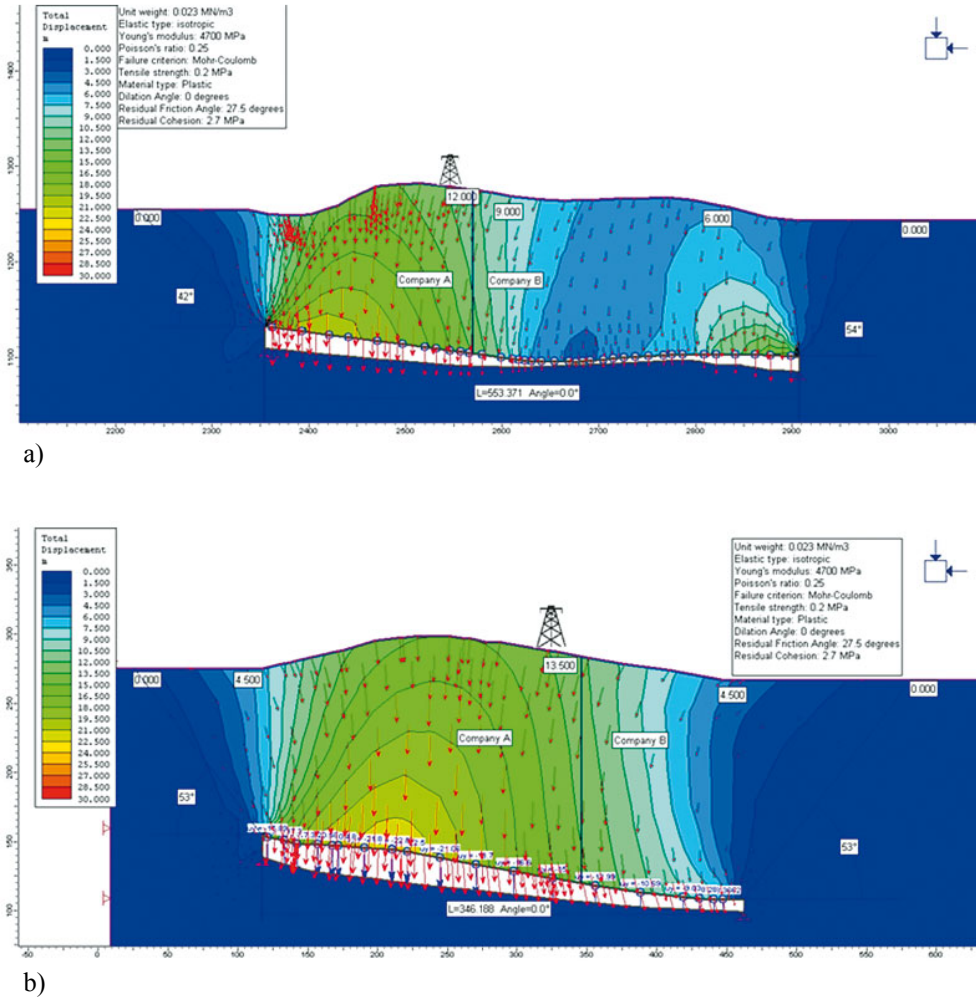 Total
Displacement
m
0.000
1.500
3.000
4.500
6.000
7.500
9.000
10.500
12.000
13.500
15.000
16.500
18.000
19.500
21.000
22.500
24.000
25.500
27.000
28.500
30.000
Unit weight: 0.023 MN/m3
Elastic type: isotropic
Young's modulus: 4700 MPa
Poisson's ratio: 0.25
Failure criterion: Mohr-Coulomb
Tensile strength: 0.2 MPa
Material type: Plastic
Dilation Angle: 0 degrees
Residual Friction Angle: 27.5 degrees
Residual Cohesion: 2.7 MPa
1400
1300
1200
1100
0.000
12.000
9.000
6.000
0.000
Company A
Company B
42°
54°
L=553.371 Angle=0.0°
2200 2300 2400 2500 2600 2700 2800 2900 3000
a)
Total
Displacement
m
0.000
1.500
3.000
4.500
6.000
7.500
9.000
10.500
12.000
13.500
15.000
16.500
18.000
19.500
21.000
22.500
24.000
25.500
27.000
28.500
30.000
Unit weight: 0.023 MN/m3
Elastic type: isotropic
Young's modulus: 4700 MPa
Poisson's ratio: 0.25
Failure criterion: Mohr-Coulomb
Tensile strength: 0.2 MPa
Material type: Plastic
Dilation Angle: 0 degrees
Residual Friction Angle: 27.5 degrees
Residual Cohesion: 2.7 MPa
350
300
250
200
150
100
0.000
4.500
13.500
4.500
0.000
Company A
Company B
53°
53°
L=346.188 Angle=0.0°
-50 0 50 100 150 200 250 300 350 400 450 500 550 600
b)